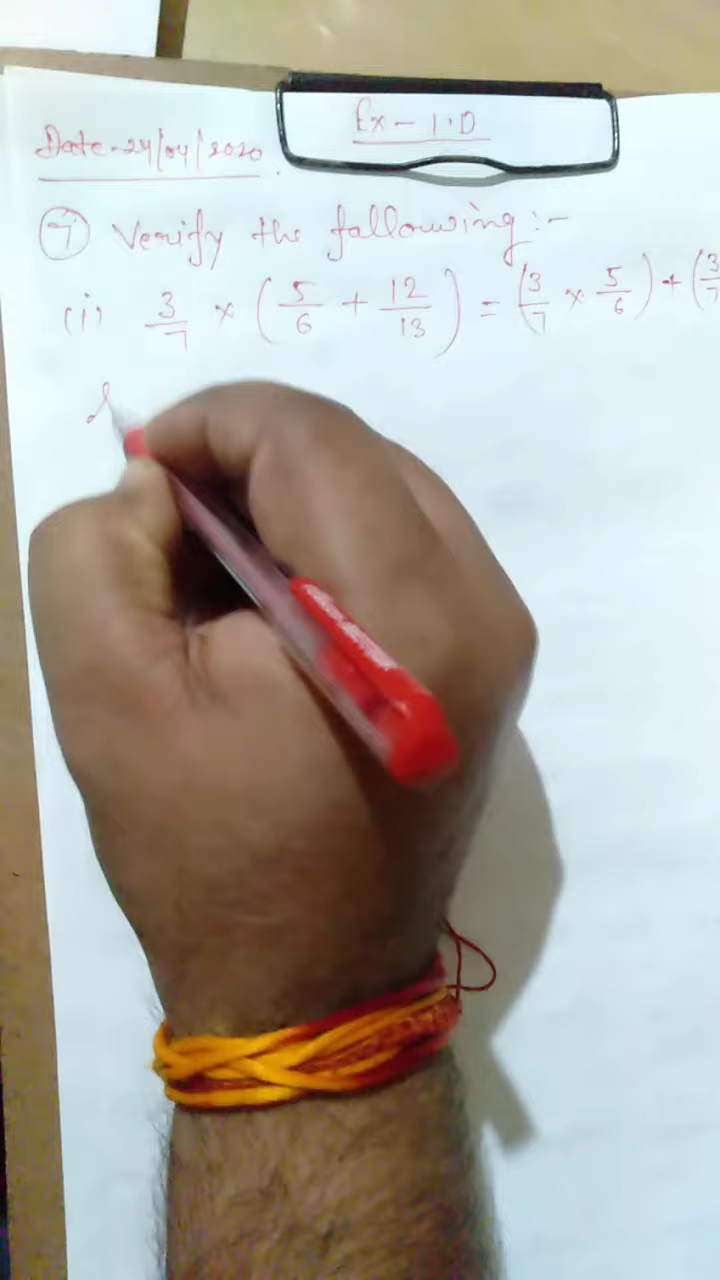 Ex - 1.D
Date - 24/04/2020.
7 Verify the following :-
(i) 3/7 × (5/6 + 12/13) = (3/7 × 5/6) + (3/7